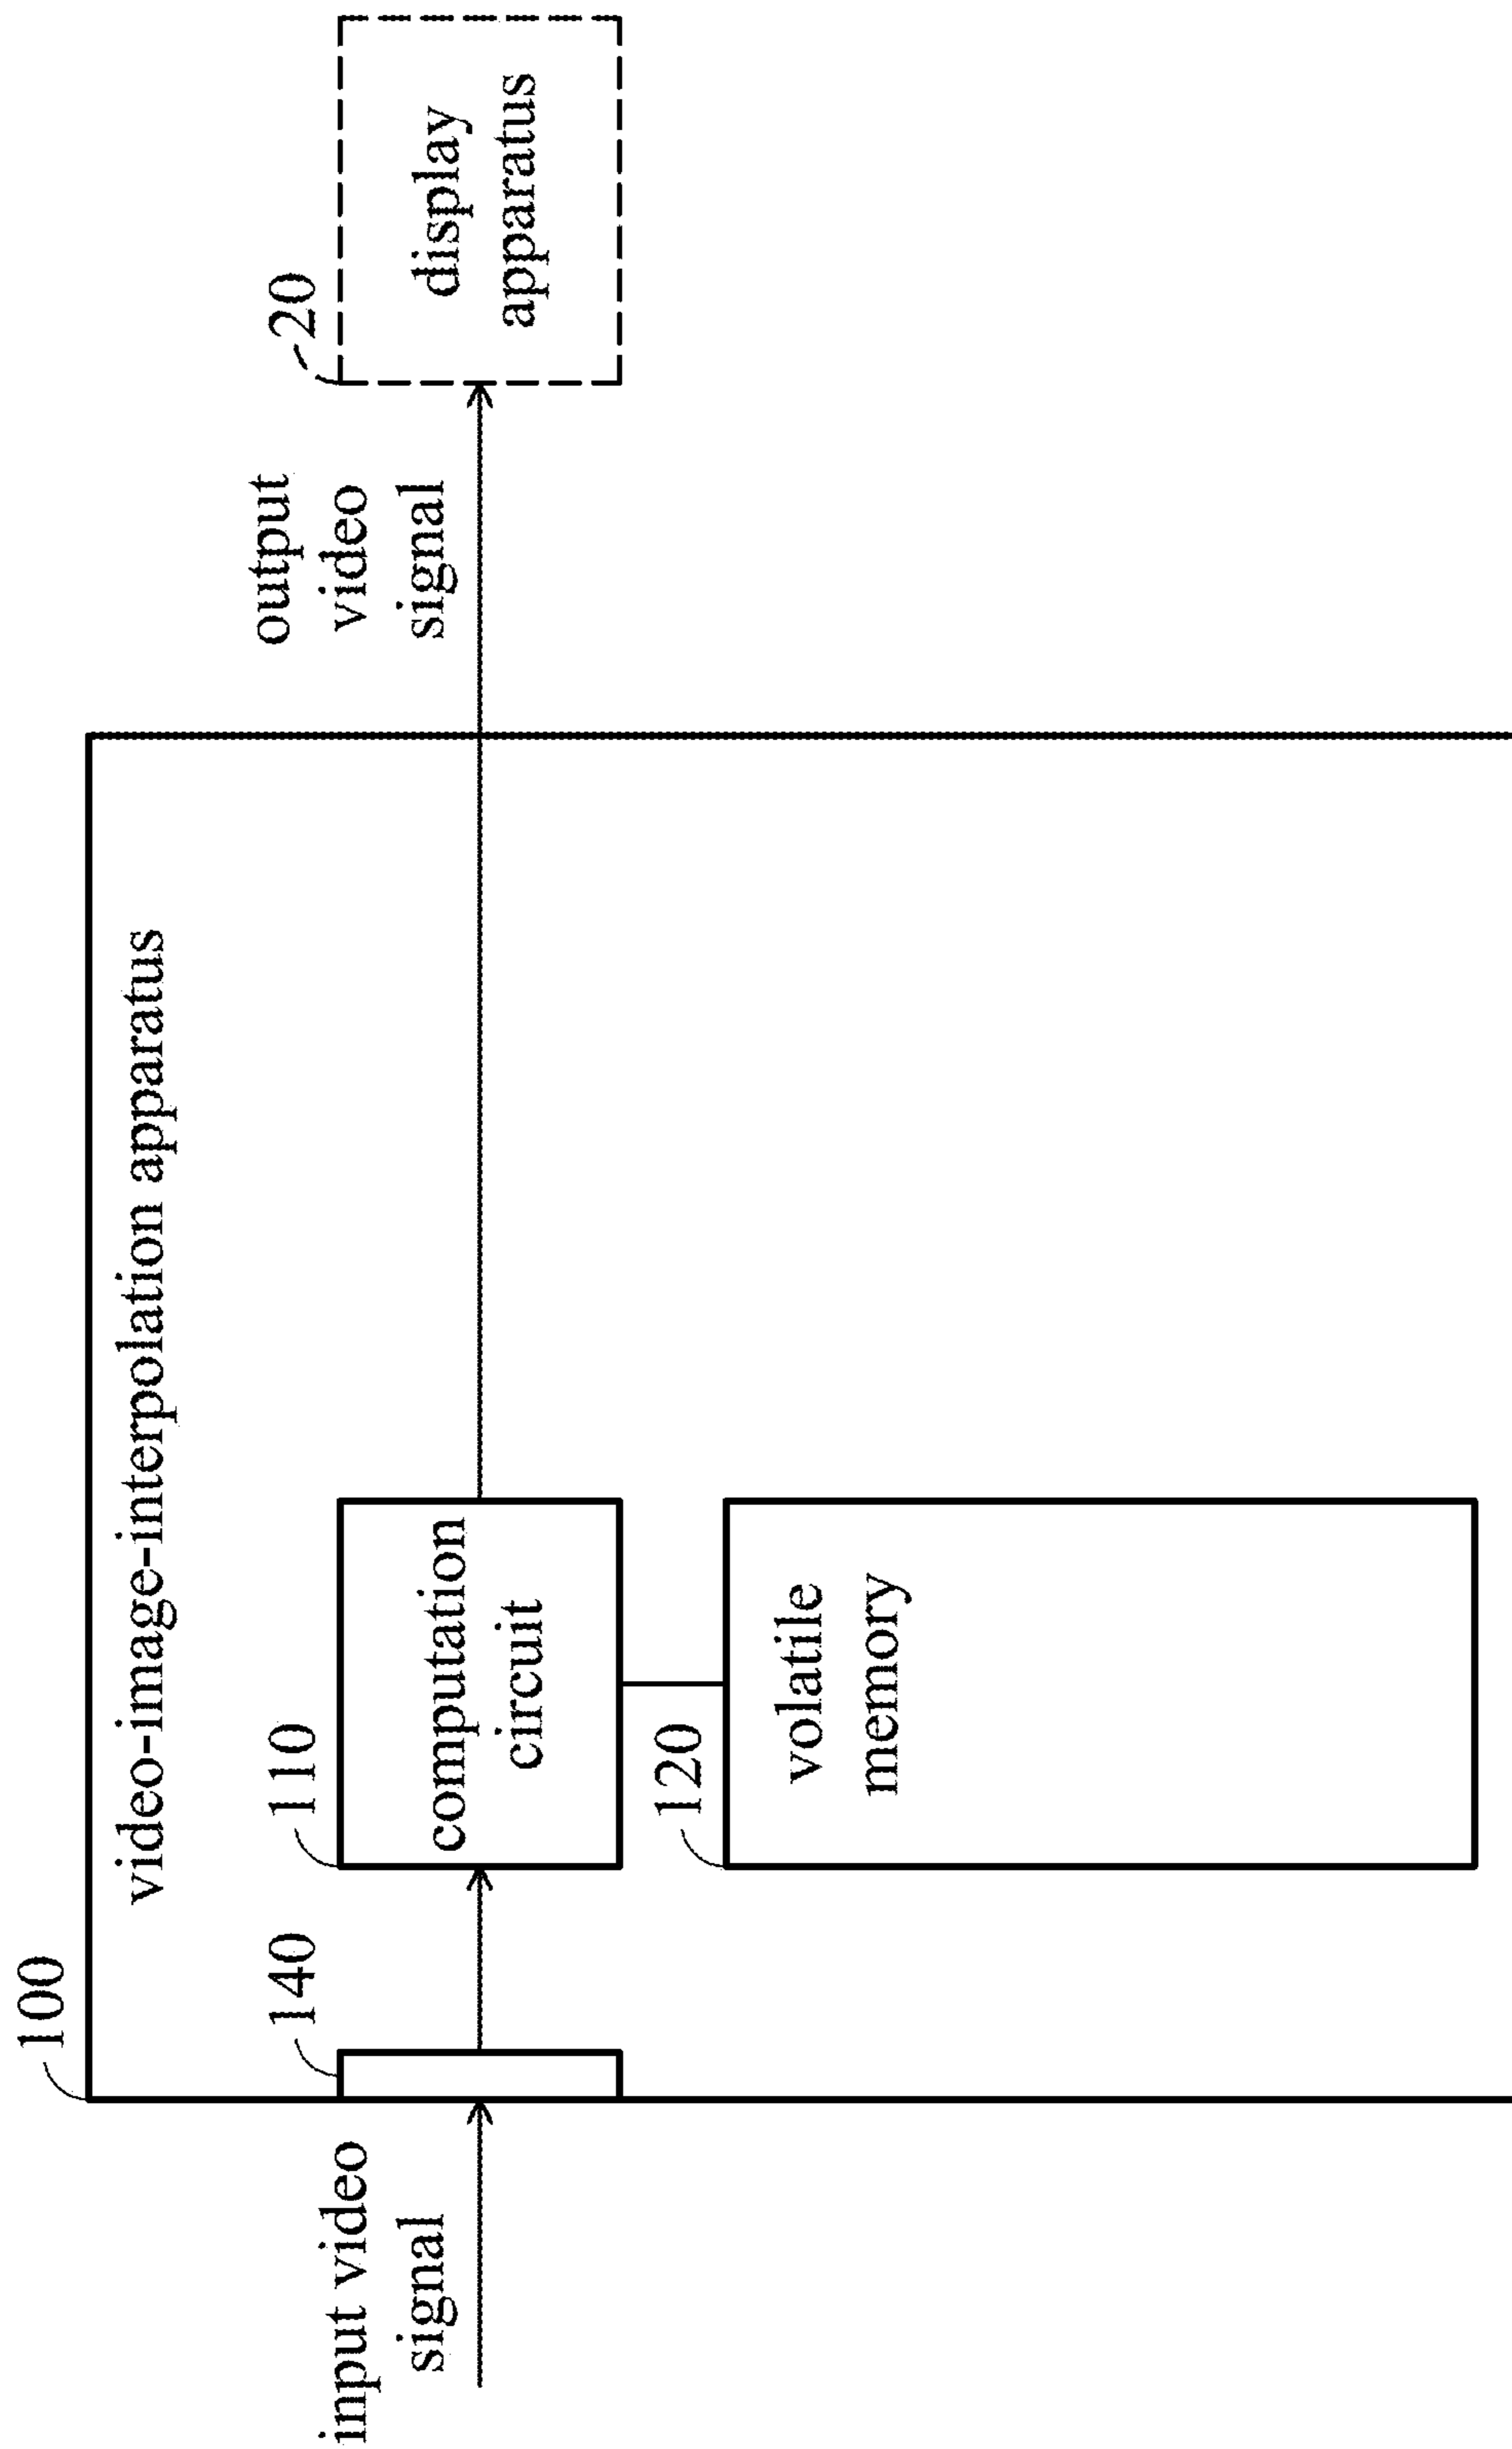 100
video-image-interpolation apparatus
input video
signal
140
110
computation
circuit
120
volatile
memory
output
video
signal
20
display
apparatus